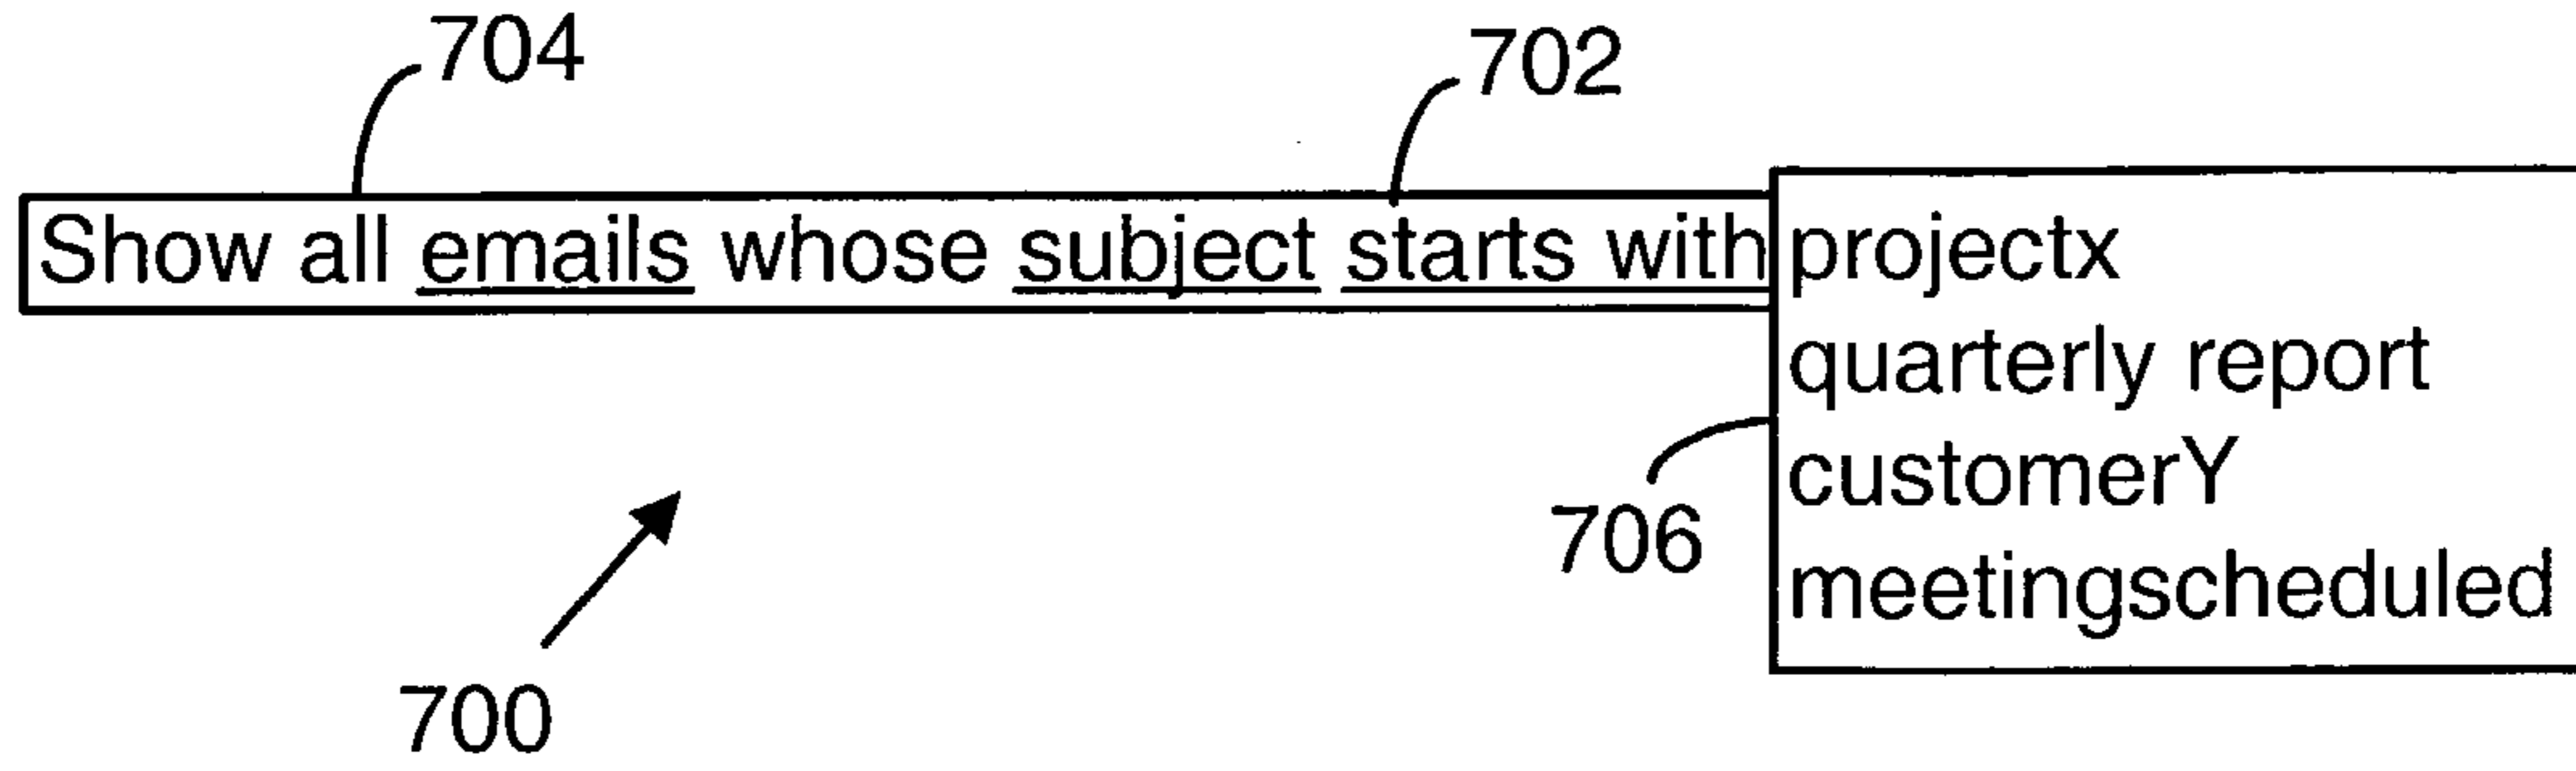 704
702
Show all emails whose subject starts with projectx
quarterly report
customerY
706
meetingscheduled
700